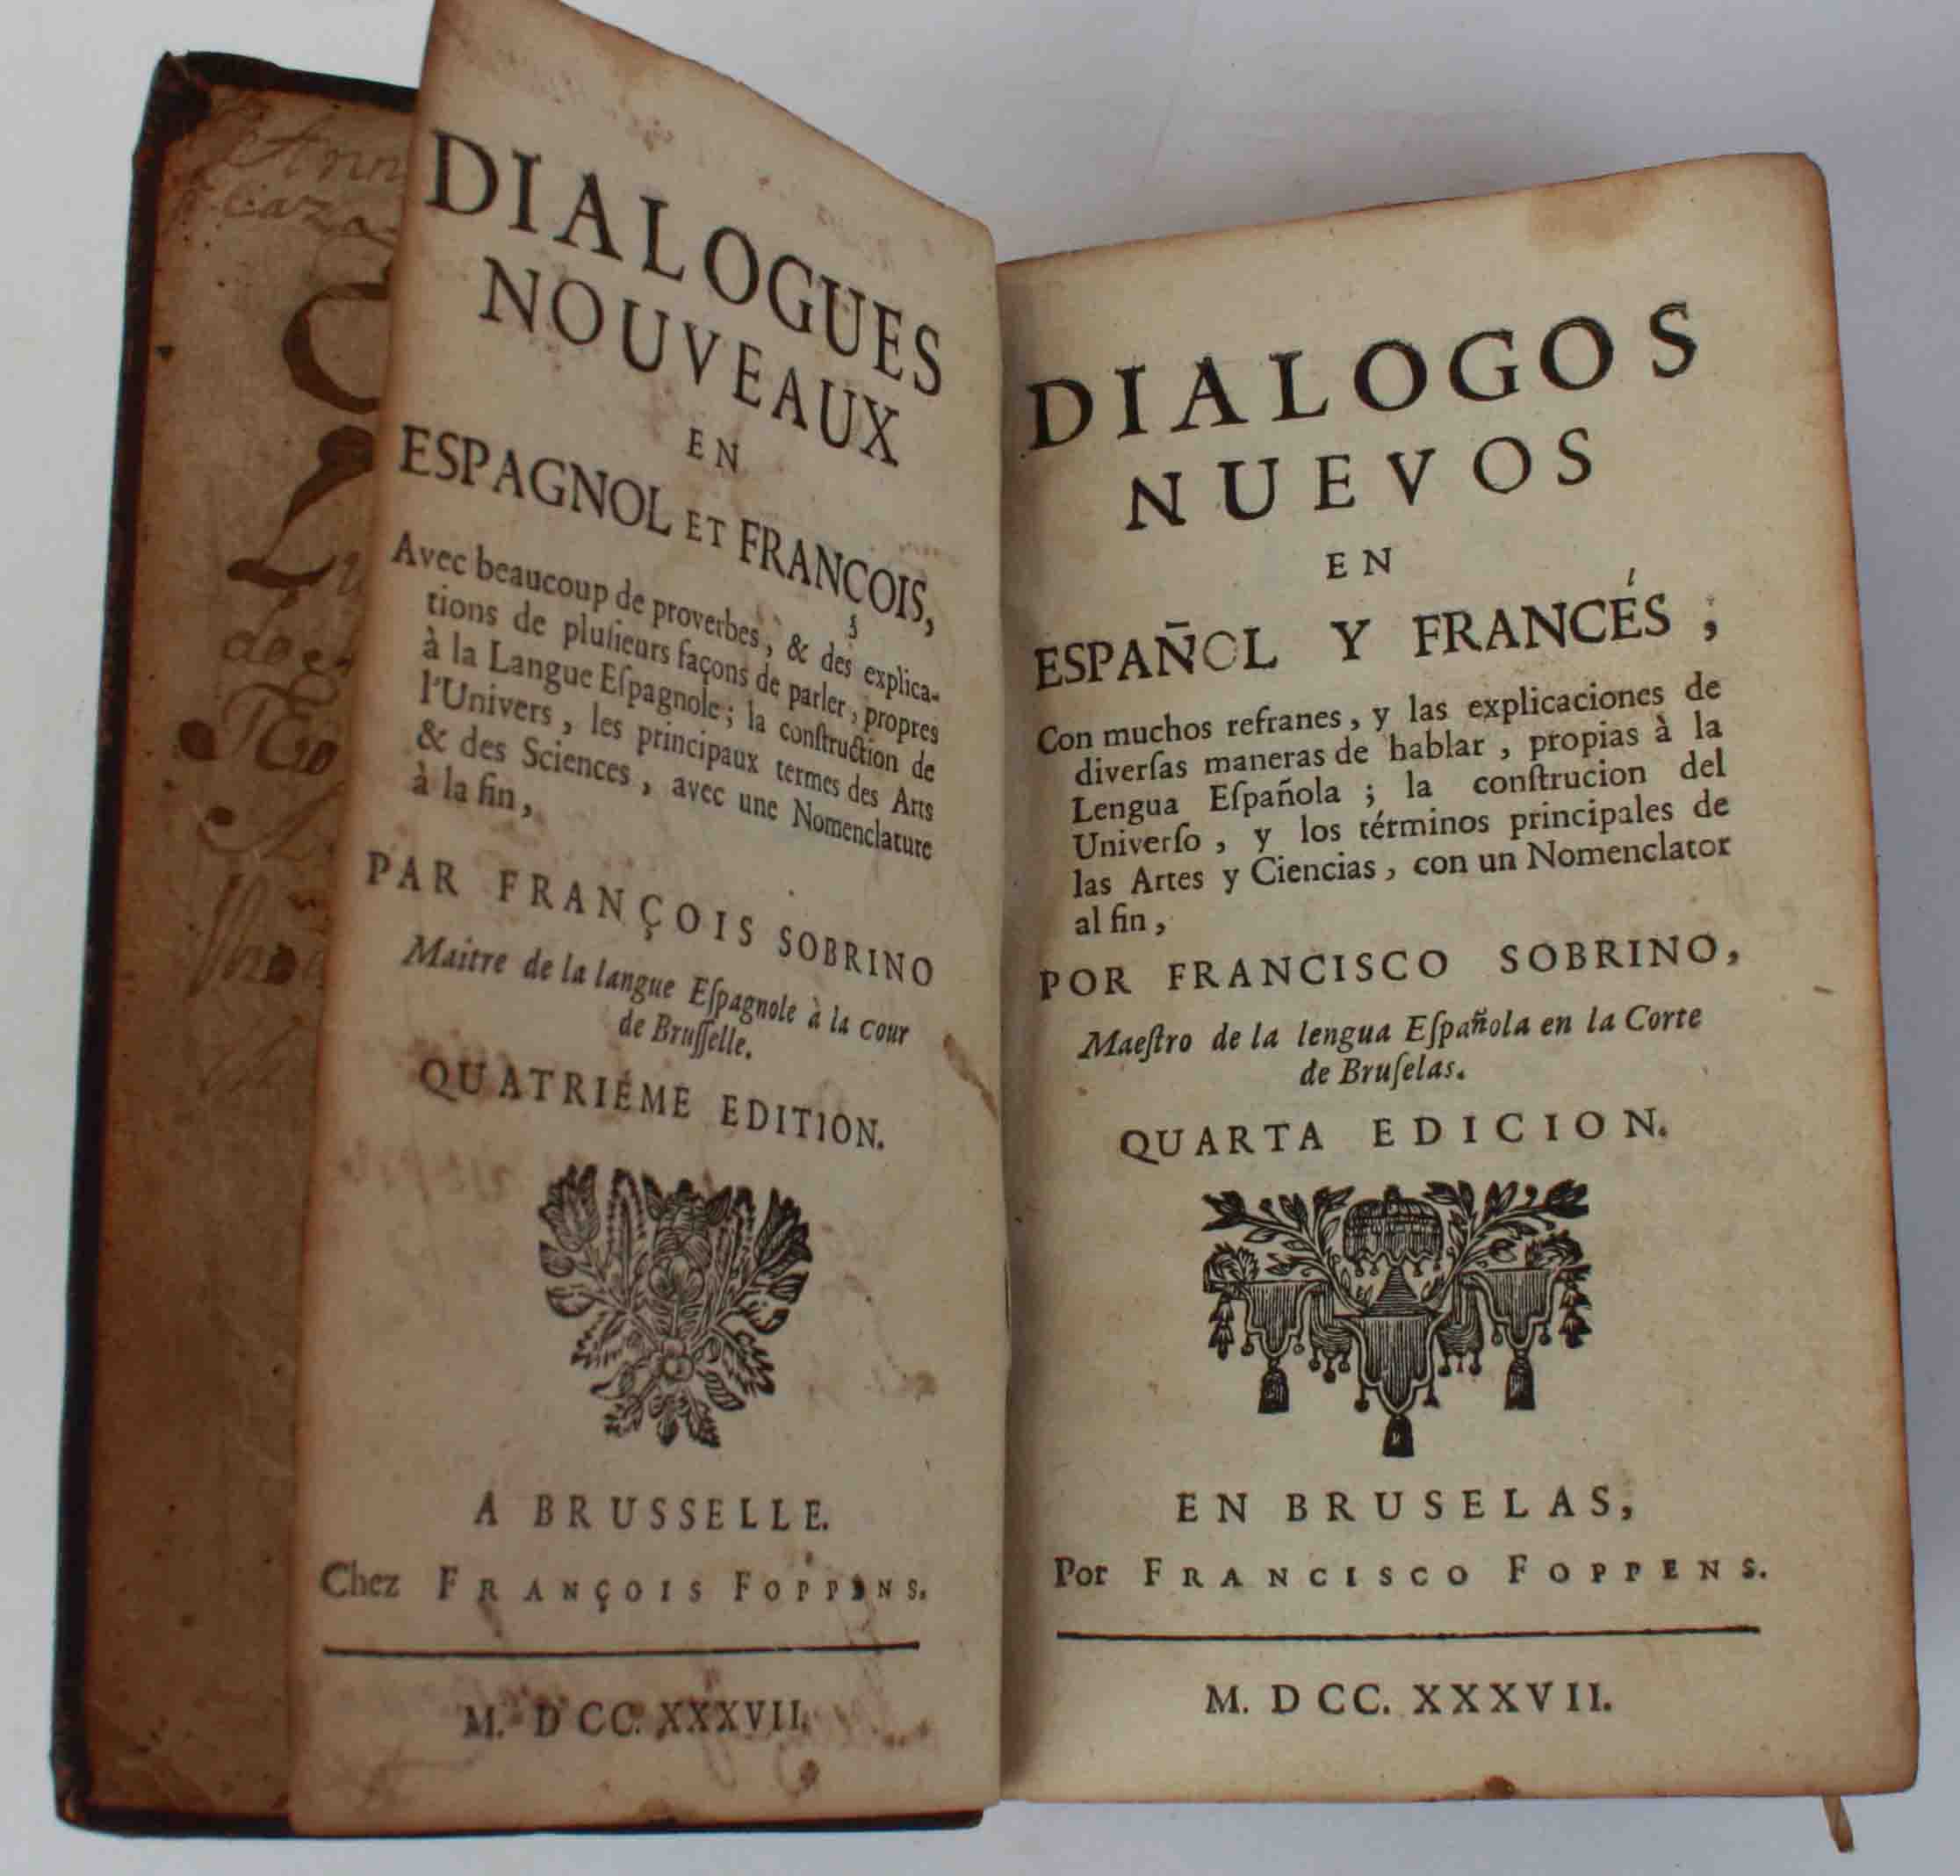 DIALOGUES
NOUVEAUX
EN
ESPAGNOL ET FRANCOIS,
Avec beaucoup de proverbes, & des explica-
tions de pluſieurs façons de parler, propres
à la Langue Eſpagnole; la conſtruction de
l'Univers, les principaux termes des Arts
& des Sciences, avec une Nomenclature
à la fin,
PAR FRANÇOIS SOBRINO
Maitre de la langue Eſpagnole à la Cour
de Bruſſelle.
QUATRIÉME EDITION.
A BRUSSELLE.
Chez FRANÇOIS FOPPENS.
M. DCC. XXXVII.
DIALOGOS
NUEVOS
EN
ESPAÑOL Y FRANCÉS;
Con muchos refranes, y las explicaciones de
diverſas maneras de hablar, propias à la
Lengua Eſpañola; la conſtrucion del
Univerſo, y los términos principales de
las Artes y Ciencias, con un Nomenclator
al fin,
POR FRANCISCO SOBRINO,
Maeſtro de la lengua Eſpañola en la Corte
de Bruſelas.
QUARTA EDICION.
EN BRUSELAS,
Por FRANCISCO FOPPENS.
M. DCC. XXXVII.